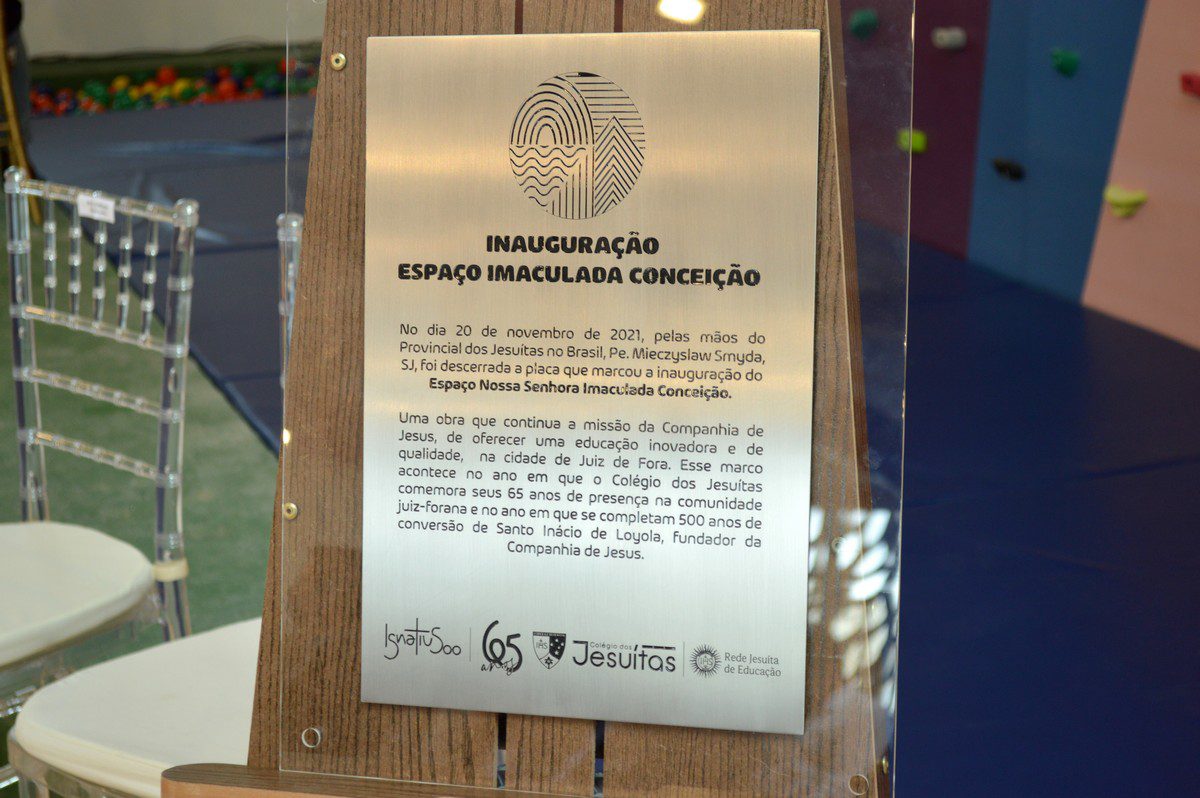 INAUGURAÇÃO
ESPAÇO IMACULADA CONCEIÇÃO
No dia 20 de novembro de 2021, pelas mãos do
Provincial dos Jesuítas no Brasil, Pe. Mieczyslaw Smyda,
SJ, foi descerrada a placa que marcou a inauguração do
Espaço Nossa Senhora Imaculada Conceição.
Uma obra que continua a missão da Companhia de
Jesus, de oferecer uma educação inovadora e de
qualidade, na cidade de Juiz de Fora. Esse marco
acontece no ano em que o Colégio dos Jesuítas
comemora seus 65 anos de presença na comunidade
juiz-forana e no ano em que se completam 500 anos de
conversão de Santo Inácio de Loyola, fundador da
Companhia de Jesus.
Ignatius500
65
anos
IHS
Colégio dos
Jesuítas
Rede Jesuíta
de Educação